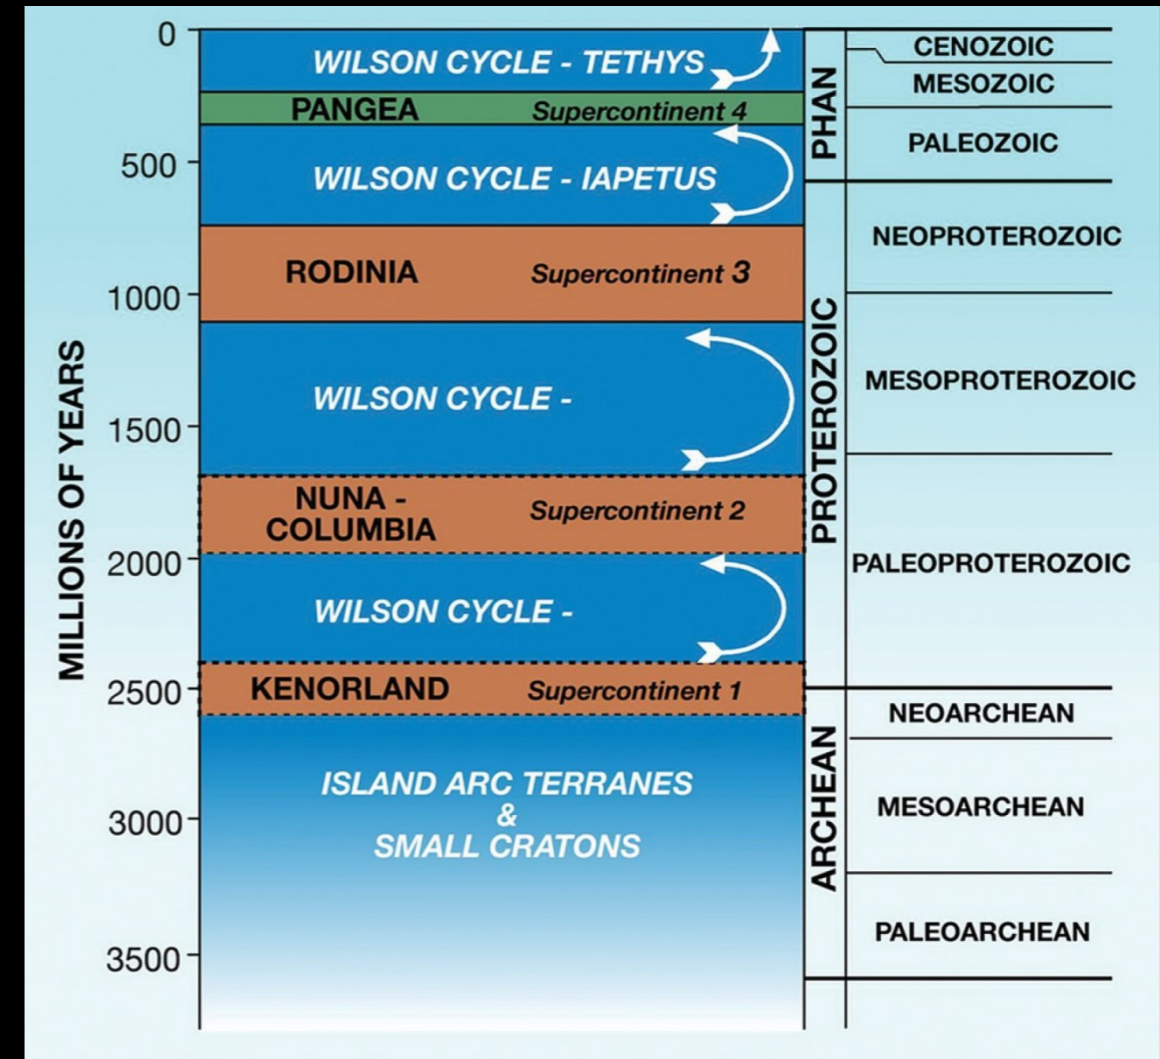 0
WILSON CYCLE - TETHYS
PANGEA Supercontinent 4
500
WILSON CYCLE - IAPETUS
RODINIA Supercontinent 3
1000
WILSON CYCLE -
1500
NUNA -
COLUMBIA
Supercontinent 2
2000
WILSON CYCLE -
2500
KENORLAND Supercontinent 1
ISLAND ARC TERRANES
&
SMALL CRATONS
3000
3500
MILLIONS OF YEARS
PHAN
PROTEROZOIC
ARCHEAN
CENOZOIC
MESOZOIC
PALEOZOIC
NEOPROTEROZOIC
MESOPROTEROZOIC
PALEOPROTEROZOIC
NEOARCHEAN
MESOARCHEAN
PALEOARCHEAN